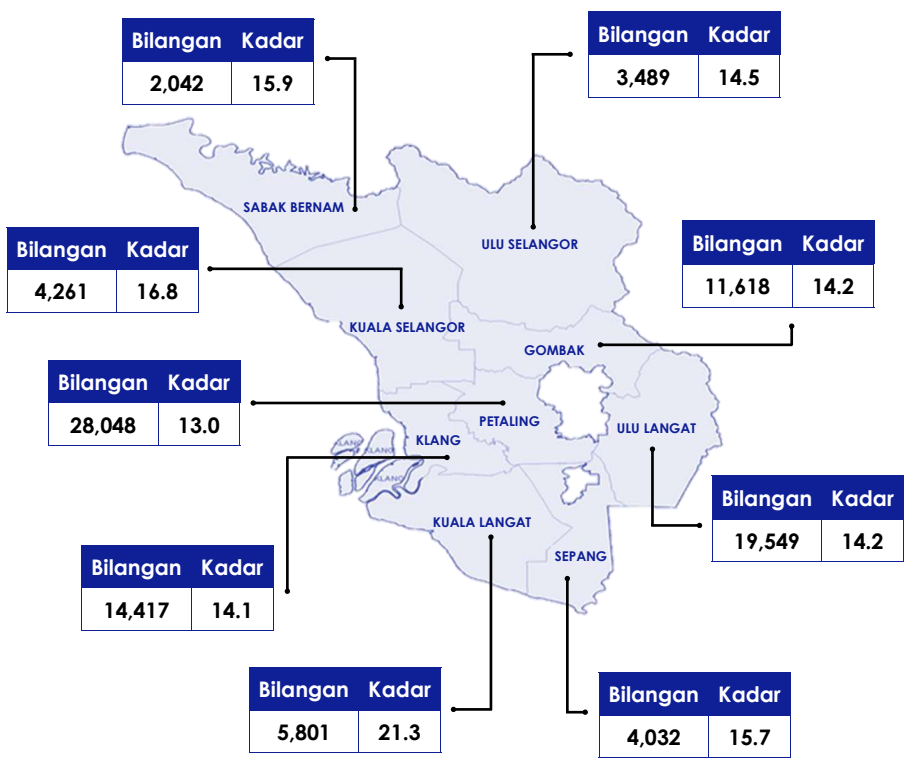 Bilangan Kadar
2,042 15.9
Bilangan Kadar
3,489 14.5
SABAK BERNAM
ULU SELANGOR
Bilangan Kadar
4,261 16.8
Bilangan Kadar
11,618 14.2
KUALA SELANGOR
GOMBAK
Bilangan Kadar
28,048 13.0
PETALING
ULU LANGAT
KLANG
KLANG
KLANG
KLANG
Bilangan Kadar
19,549 14.2
KUALA LANGAT
SEPANG
Bilangan Kadar
14,417 14.1
Bilangan Kadar
5,801 21.3
Bilangan Kadar
4,032 15.7